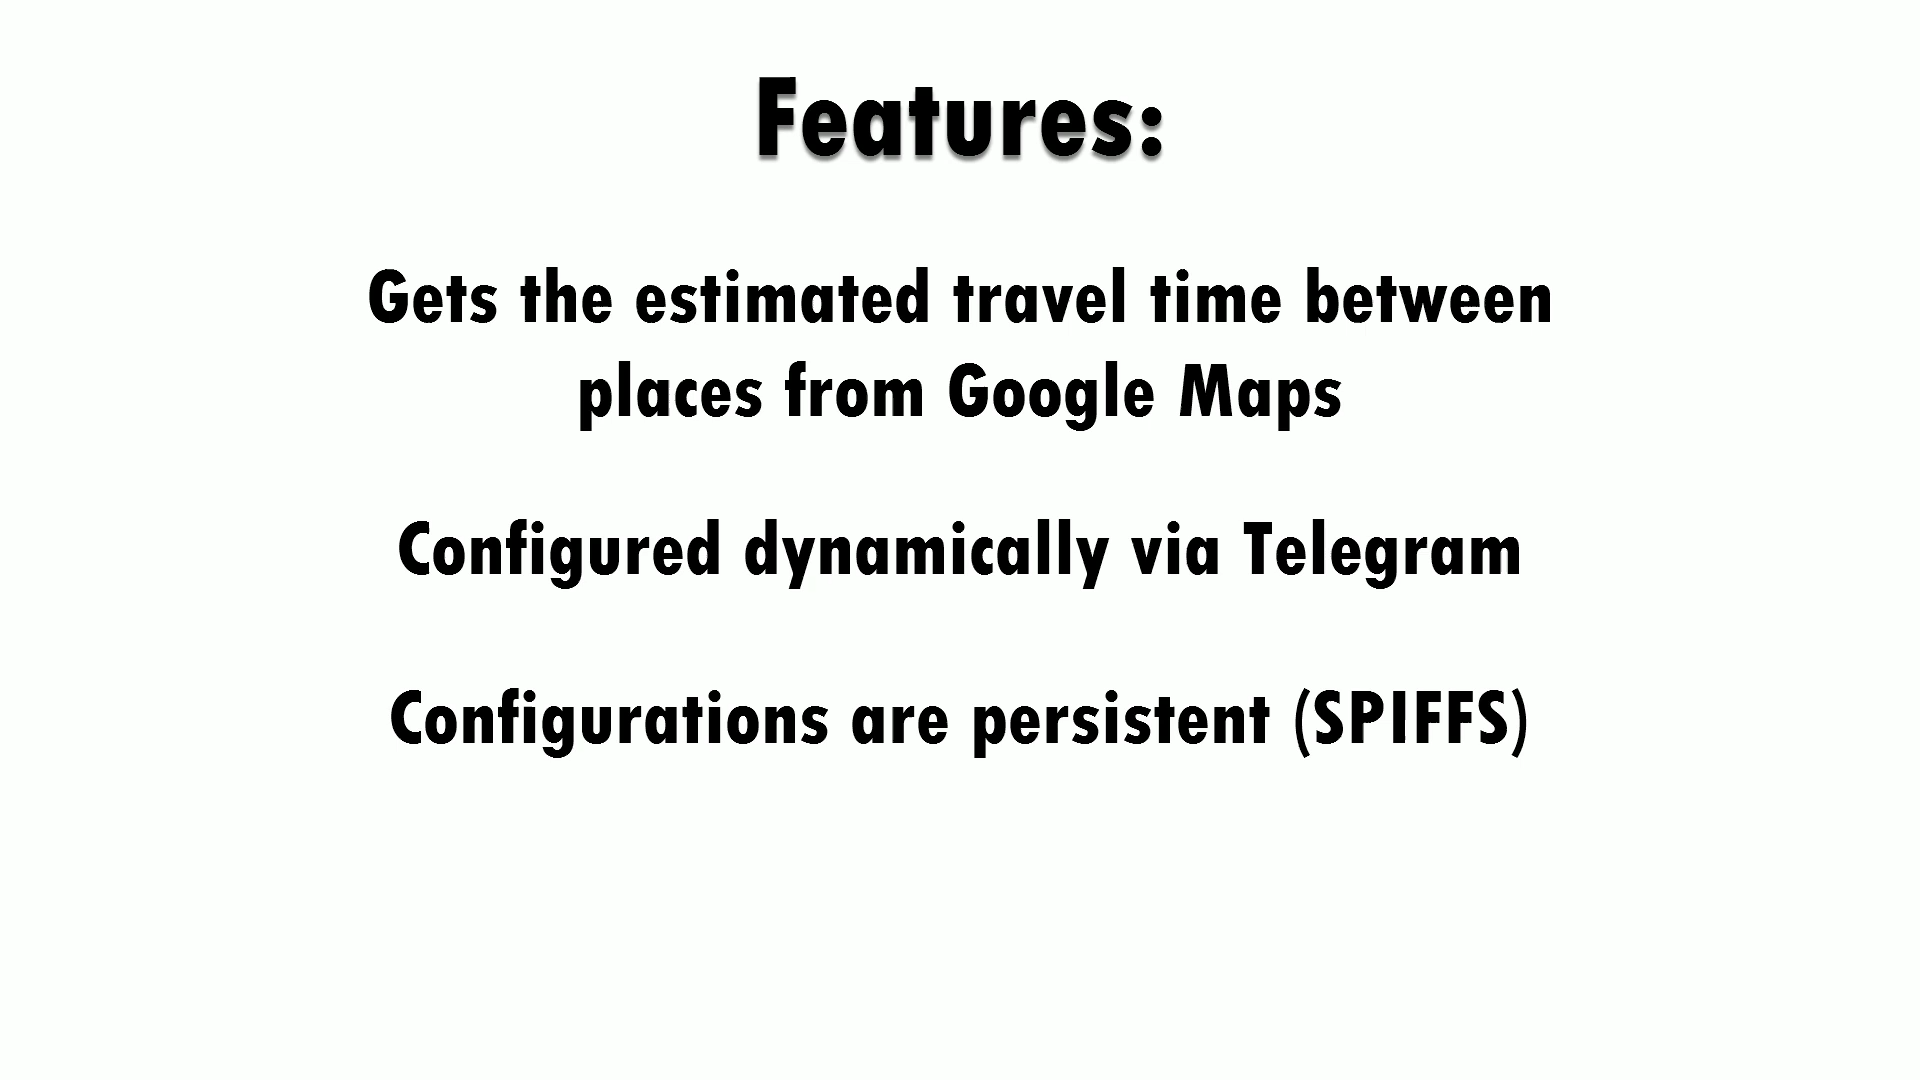 Features:
Gets the estimated travel time between
places from Google Maps
Configured dynamically via Telegram
Configurations are persistent (SPIFFS)